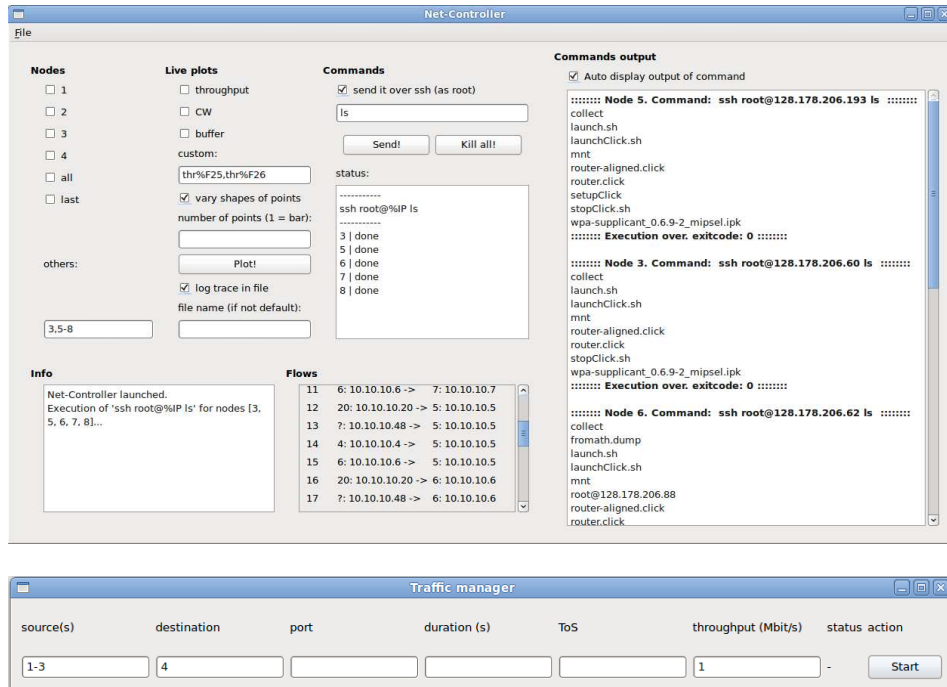 Net-Controller
File
Nodes
1
2
3
4
all
last
others:
3,5-8
Live plots
throughput
CW
buffer
custom:
thr%F25,thr%F26
vary shapes of points
number of points (1 = bar):
Plot!
log trace in file
file name (if not default):
Commands
send it over ssh (as root)
ls
Send! Kill all!
status:
-----------
ssh root@%IP ls
-----------
3 | done
5 | done
6 | done
7 | done
8 | done
Commands output
Auto display output of command
:::::::: Node 5. Command: ssh root@128.178.206.193 ls ::::::::
collect
launch.sh
launchClick.sh
mnt
router-aligned.click
router.click
setupClick
stopClick.sh
wpa-supplicant_0.6.9-2_mipsel.ipk
:::::::: Execution over. exitcode: 0 ::::::::
:::::::: Node 3. Command: ssh root@128.178.206.60 ls ::::::::
collect
launch.sh
launchClick.sh
mnt
router-aligned.click
router.click
stopClick.sh
wpa-supplicant_0.6.9-2_mipsel.ipk
:::::::: Execution over. exitcode: 0 ::::::::
:::::::: Node 6. Command: ssh root@128.178.206.62 ls ::::::::
collect
fromath.dump
launch.sh
launchClick.sh
mnt
root@128.178.206.88
router-aligned.click
router.click
Info
Net-Controller launched.
Execution of 'ssh root@%IP ls' for nodes [3,
5, 6, 7, 8]...
Flows
11 6: 10.10.10.6 -> 7: 10.10.10.7
12 20: 10.10.10.20 -> 5: 10.10.10.5
13 ?: 10.10.10.48 -> 5: 10.10.10.5
14 4: 10.10.10.4 -> 5: 10.10.10.5
15 6: 10.10.10.6 -> 5: 10.10.10.5
16 20: 10.10.10.20 -> 6: 10.10.10.6
17 ?: 10.10.10.48 -> 6: 10.10.10.6
Traffic manager
source(s) destination port duration (s) ToS throughput (Mbit/s) status action
1-3 4 1 - Start